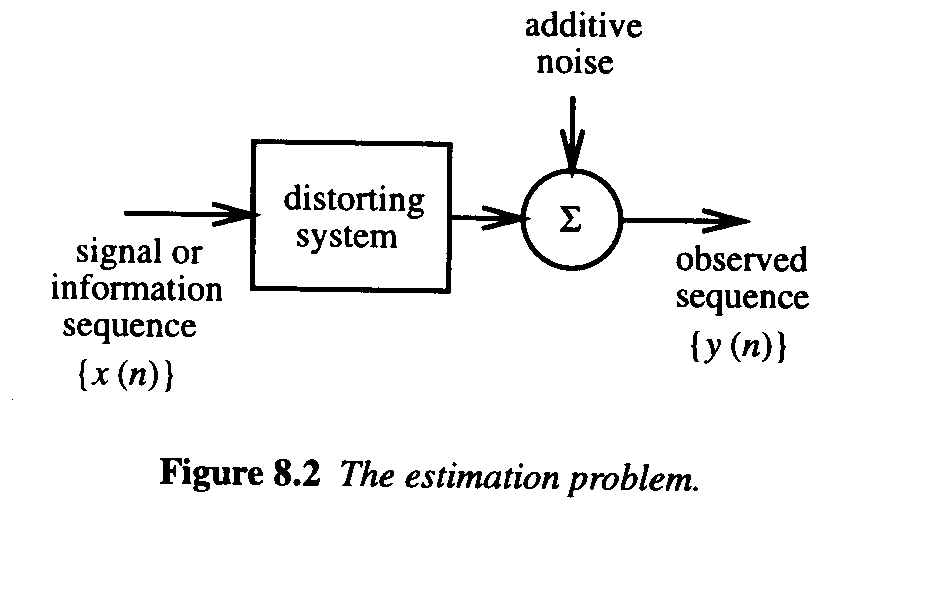 additive
noise
distorting
system
Σ
signal or
information
sequence
{x (n)}
observed
sequence
{y (n)}
Figure 8.2 The estimation problem.